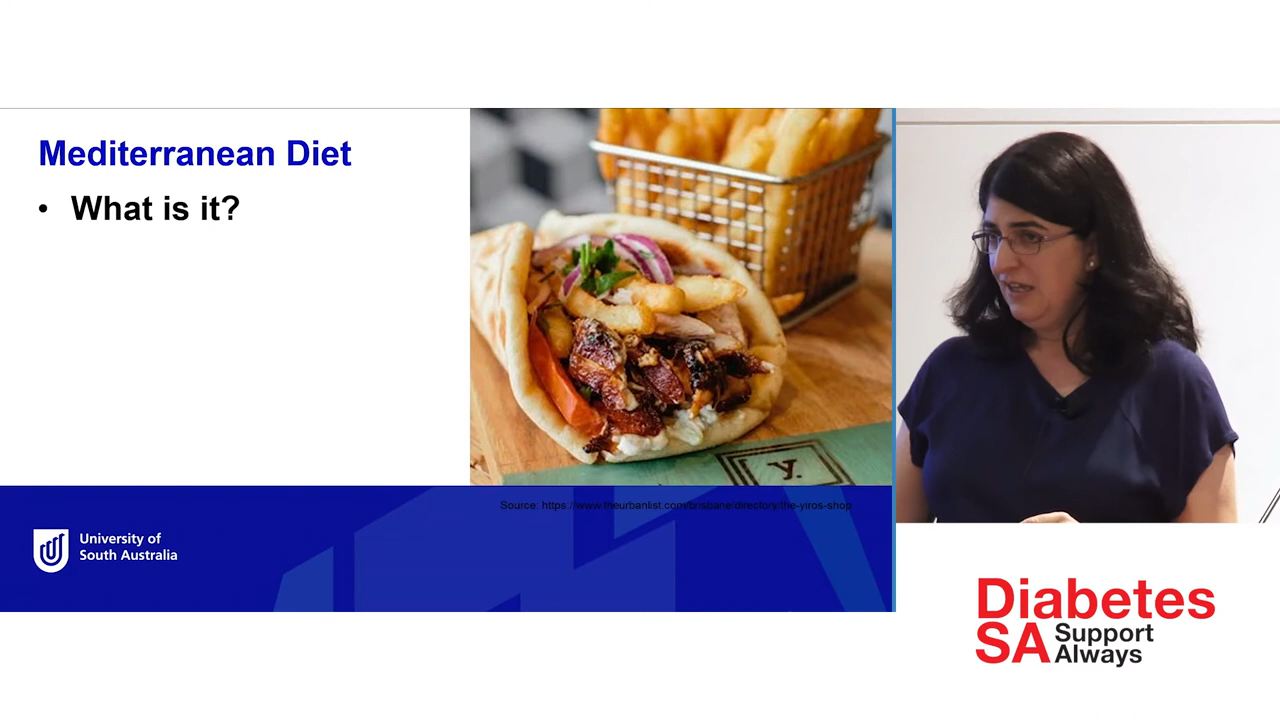 Mediterranean Diet
• What is it?
y.
Source: https://www.theurbanlist.com/brisbane/directory/the-yiros-shop
University of
South Australia
Diabetes
SA Support
Always